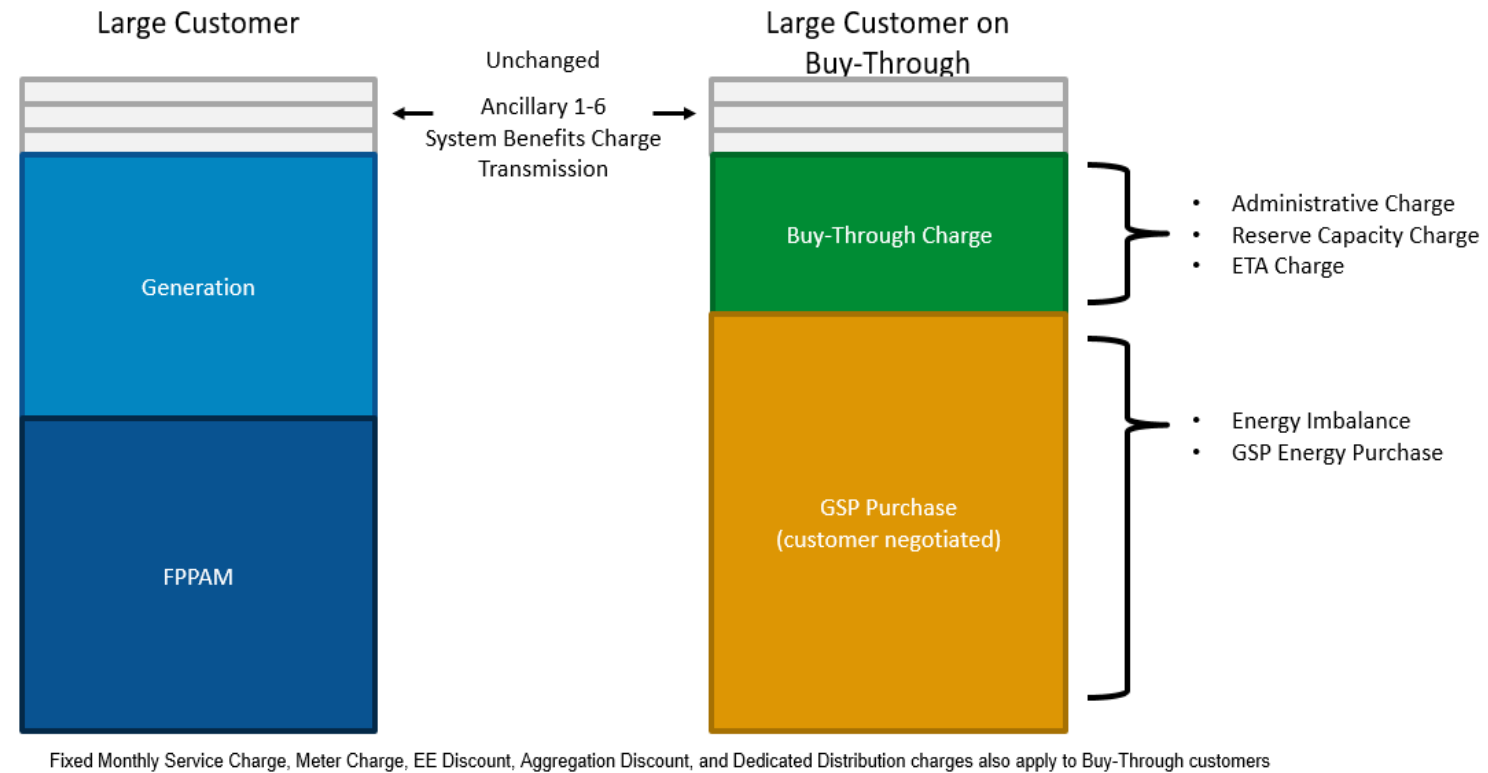 Large Customer
Large Customer on
Buy-Through
Unchanged
Ancillary 1-6
System Benefits Charge
Transmission
Generation
FPPAM
Buy-Through Charge
GSP Purchase
(customer negotiated)
• Administrative Charge
• Reserve Capacity Charge
• ETA Charge
• Energy Imbalance
• GSP Energy Purchase
Fixed Monthly Service Charge, Meter Charge, EE Discount, Aggregation Discount, and Dedicated Distribution charges also apply to Buy-Through customers